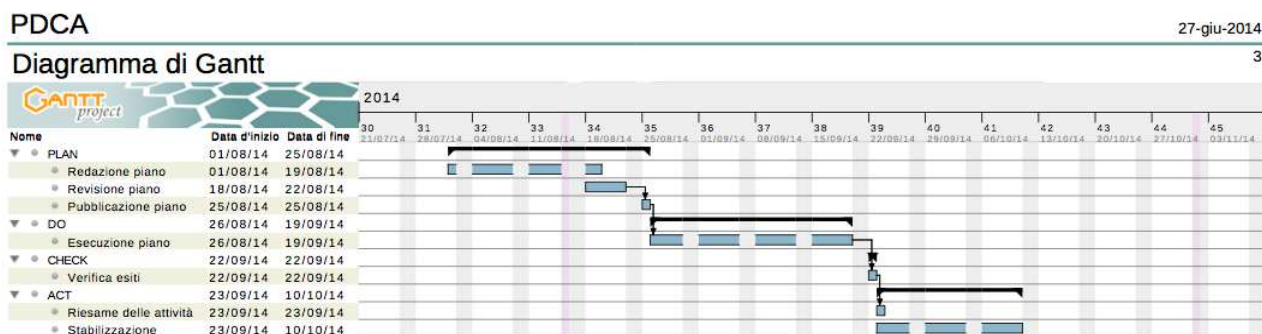 PDCA
27-giu-2014
Diagramma di Gantt
3
GANTT project
2014
Nome Data d'inizio Data di fine
30 31 32 33 34 35 36 37 38 39 40 41 42 43 44 45
21/07/14 28/07/14 04/08/14 11/08/14 18/08/14 25/08/14 01/09/14 08/09/14 15/09/14 22/09/14 29/09/14 06/10/14 13/10/14 20/10/14 27/10/14 03/11/14
PLAN 01/08/14 25/08/14
Redazione piano 01/08/14 19/08/14
Revisione piano 18/08/14 22/08/14
Pubblicazione piano 25/08/14 25/08/14
DO 26/08/14 19/09/14
Esecuzione piano 26/08/14 19/09/14
CHECK 22/09/14 22/09/14
Verifica esiti 22/09/14 22/09/14
ACT 23/09/14 10/10/14
Riesame delle attività 23/09/14 23/09/14
Stabilizzazione 23/09/14 10/10/14